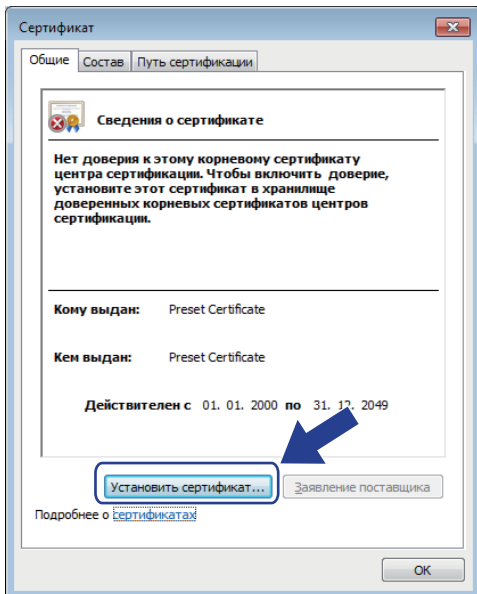 Сертификат
Общие Состав Путь сертификации
Сведения о сертификате
Нет доверия к этому корневому сертификату
центра сертификации. Чтобы включить доверие,
установите этот сертификат в хранилище
доверенных корневых сертификатов центров
сертификации.
Кому выдан: Preset Certificate
Кем выдан: Preset Certificate
Действителен с 01. 01. 2000 по 31. 12. 2049
Установить сертификат... Заявление поставщика
Подробнее о сертификатах
ОК